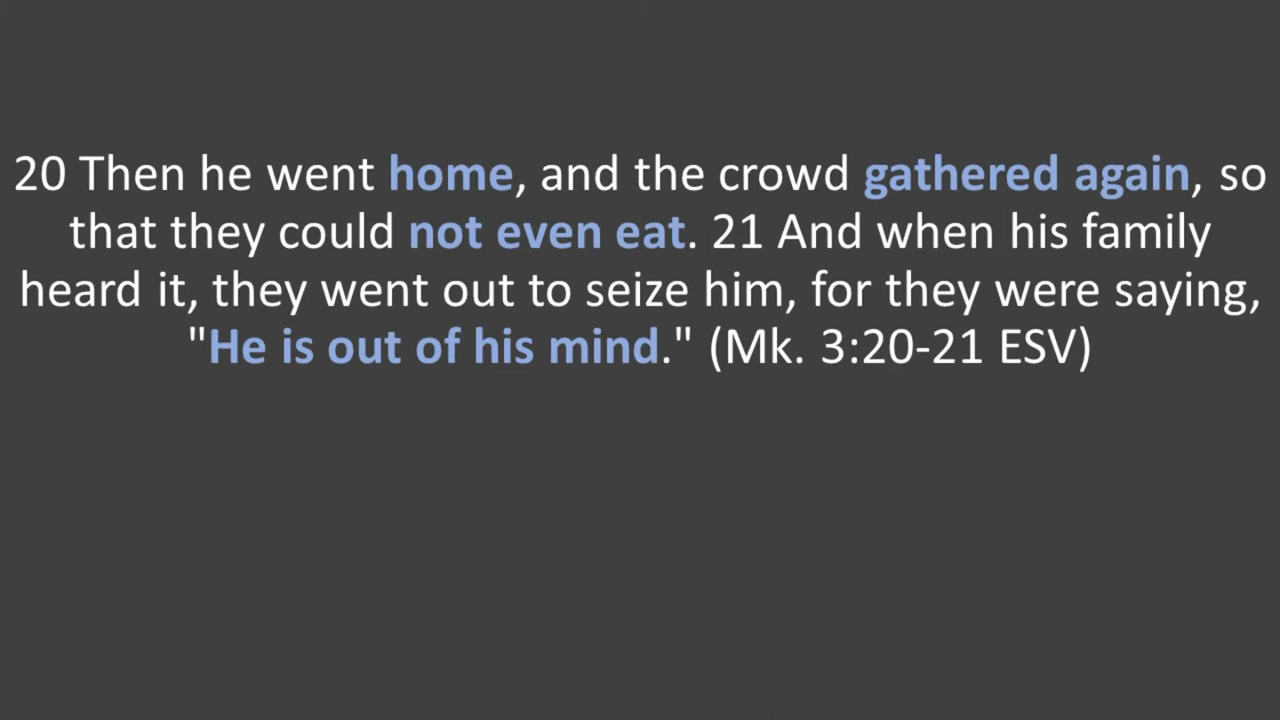 20 Then he went home, and the crowd gathered again, so
that they could not even eat. 21 And when his family
heard it, they went out to seize him, for they were saying,
"He is out of his mind." (Mk. 3:20-21 ESV)